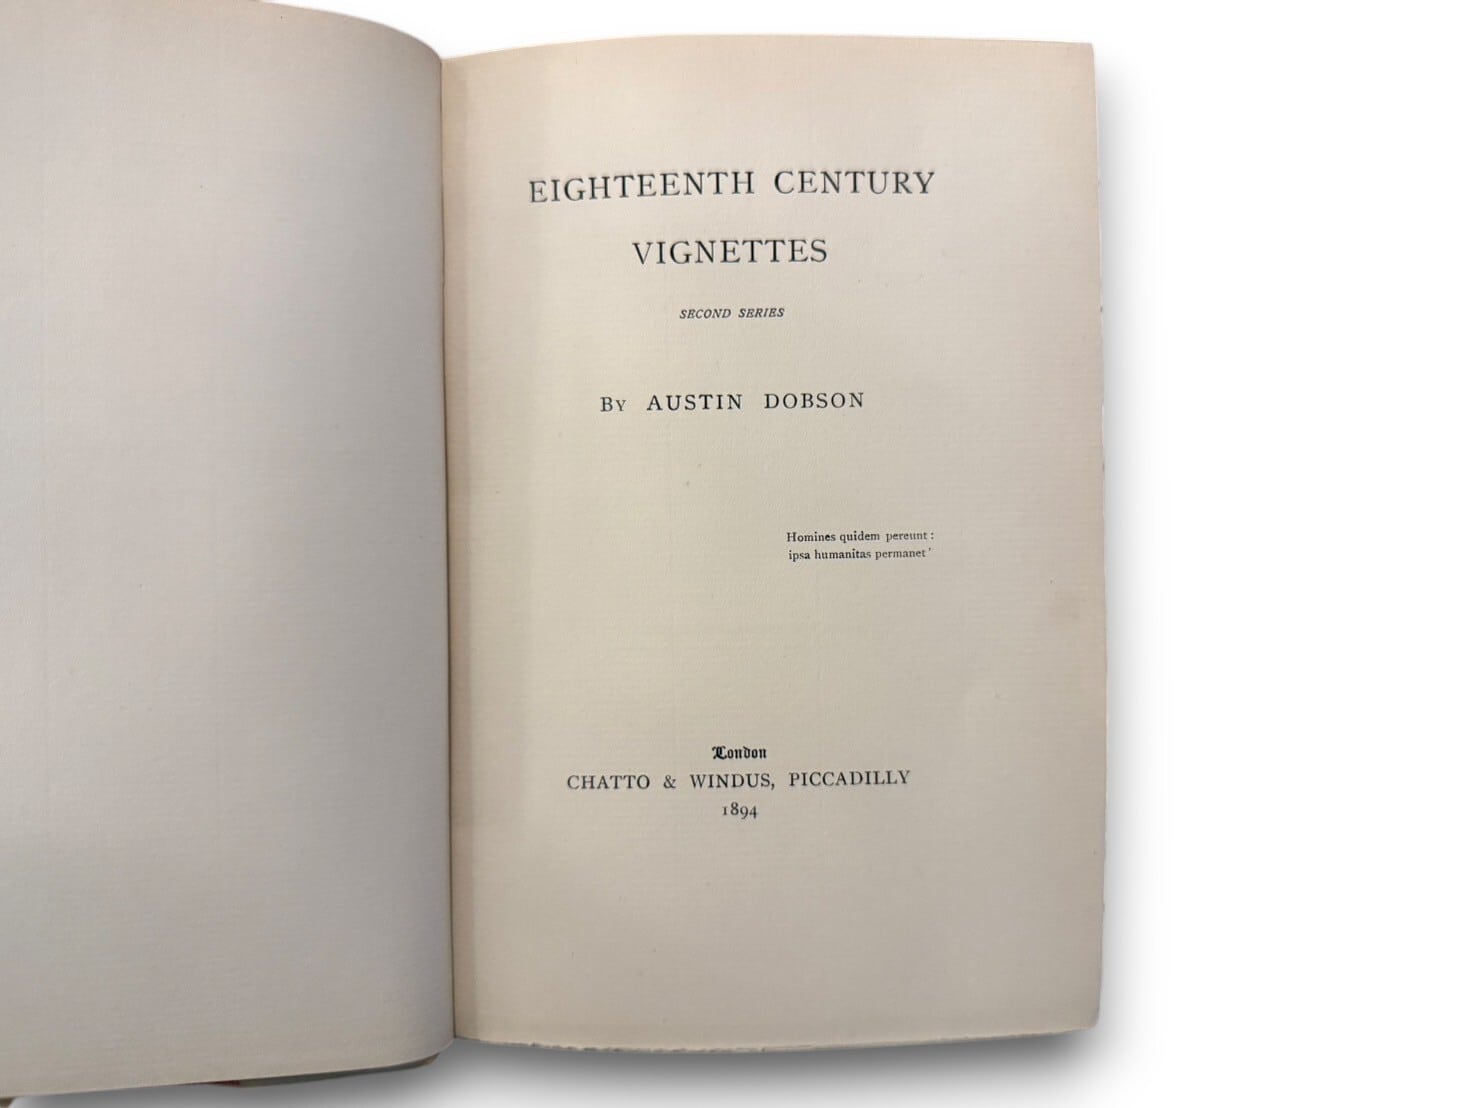 EIGHTEENTH CENTURY
VIGNETTES
SECOND SERIES
By AUSTIN DOBSON
Homines quidem pereunt :
ipsa humanitas permanet'
London
CHATTO & WINDUS, PICCADILLY
1894